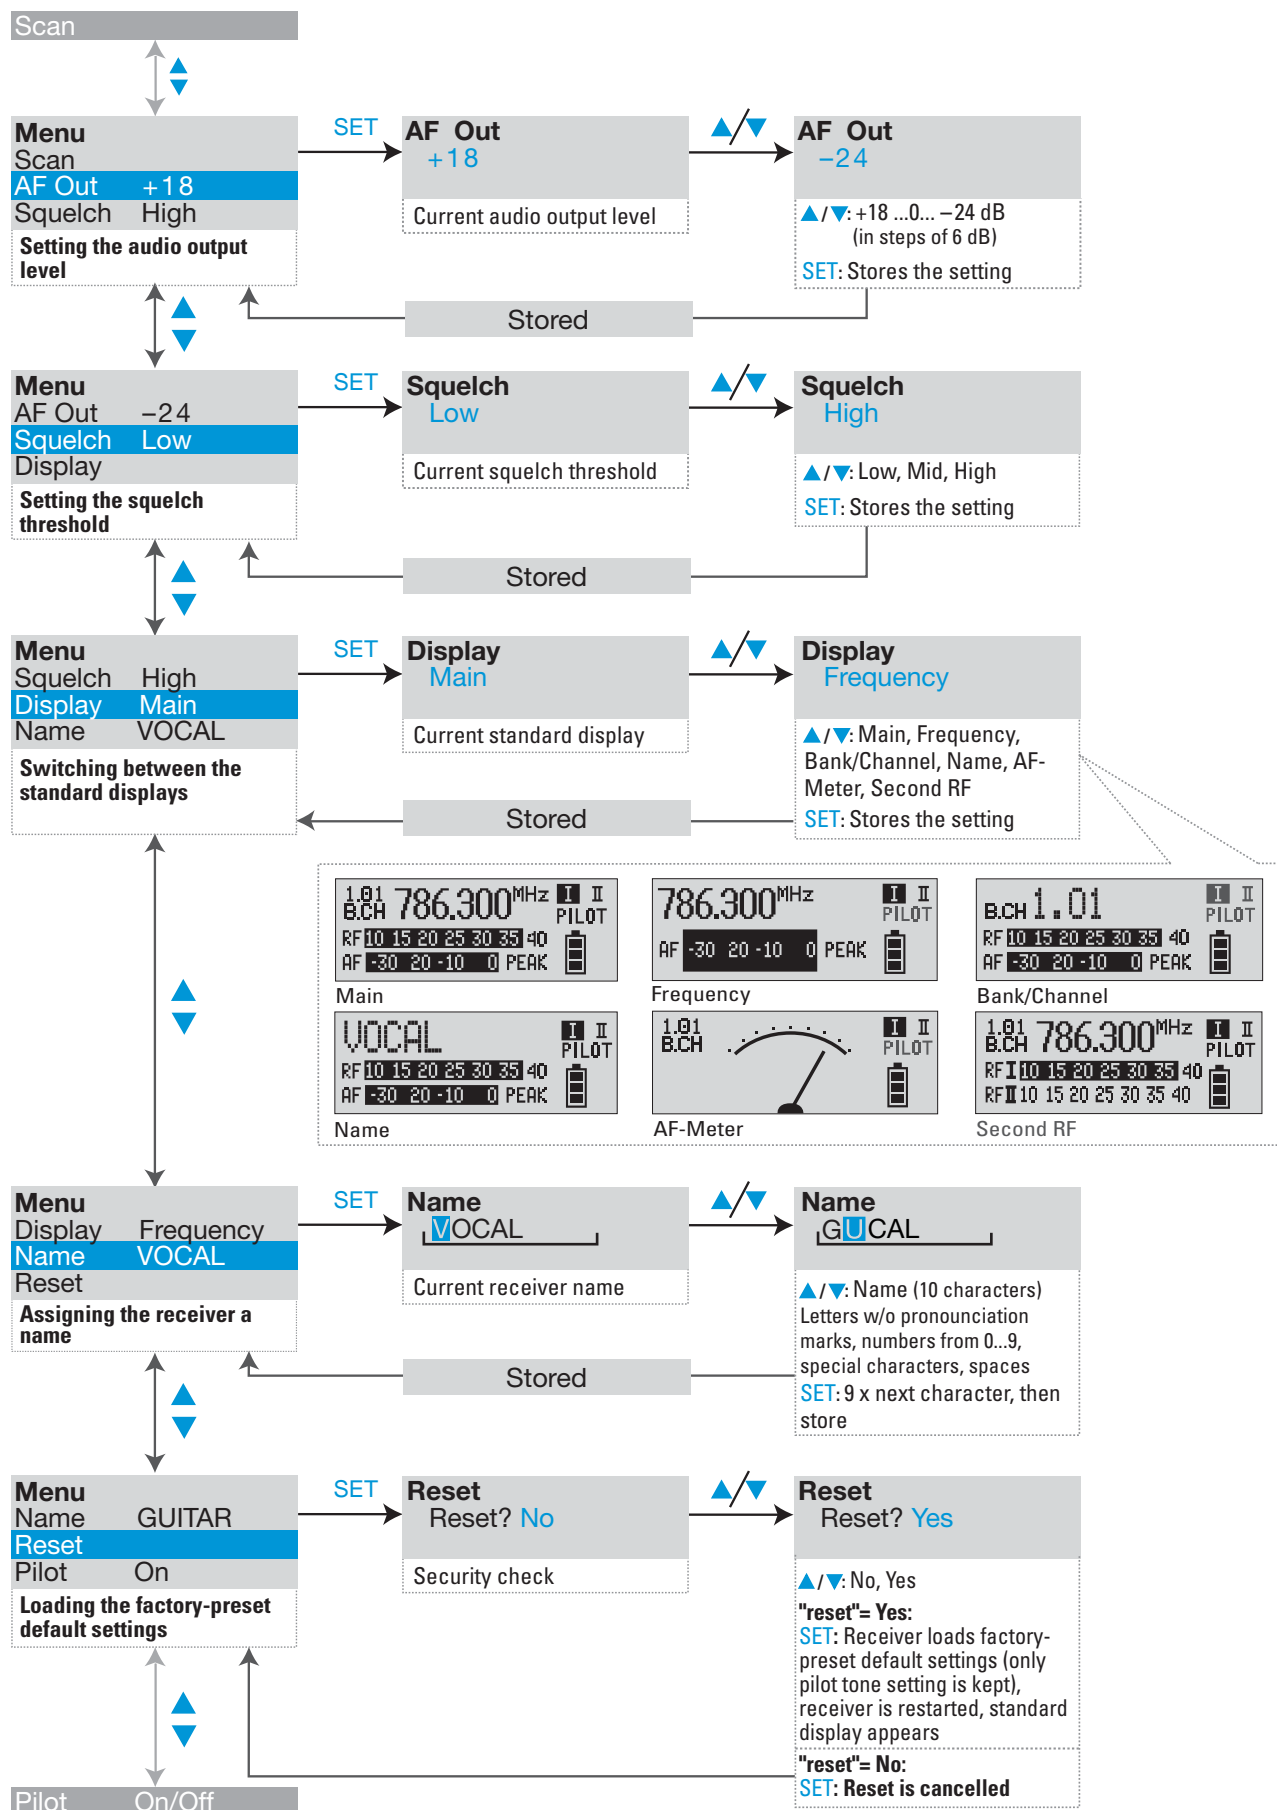 Scan
Menu
Scan
AF Out +18
Squelch High
Setting the audio output
level
SET
AF Out
+18
Current audio output level
/
AF Out
–24
/ : +18 ...0... –24 dB
(in steps of 6 dB)
SET: Stores the setting
Stored
Menu
AF Out –24
Squelch Low
Display
Setting the squelch
threshold
SET
Squelch
Low
Current squelch threshold
/
Squelch
High
/ : Low, Mid, High
SET: Stores the setting
Stored
Menu
Squelch High
Display Main
Name VOCAL
Switching between the
standard displays
SET
Display
Main
Current standard display
/
Display
Frequency
/ : Main, Frequency,
Bank/Channel, Name, AF-
Meter, Second RF
SET: Stores the setting
Stored
1.01
B.CH 786.300 MHz I II
PILOT
RF 10 15 20 25 30 35 40
AF -30 20 -10 0 PEAK
Main
786.300 MHz I II
PILOT
AF -30 20 -10 0 PEAK
Frequency
B.CH 1.01 I II
PILOT
RF 10 15 20 25 30 35 40
AF -30 20 -10 0 PEAK
Bank/Channel
VOCAL I II
PILOT
RF 10 15 20 25 30 35 40
AF -30 20 -10 0 PEAK
Name
1.01
B.CH I II
PILOT
AF-Meter
1.01
B.CH 786.300 MHz I II
PILOT
RF I 10 15 20 25 30 35 40
RF II 10 15 20 25 30 35 40
Second RF
Menu
Display Frequency
Name VOCAL
Reset
Assigning the receiver a
name
SET
Name
VOCAL
Current receiver name
/
Name
GUCAL
/ : Name (10 characters)
Letters w/o pronounciation
marks, numbers from 0...9,
special characters, spaces
SET: 9 x next character, then
store
Stored
Menu
Name GUITAR
Reset
Pilot On
Loading the factory-preset
default settings
SET
Reset
Reset? No
Security check
/
Reset
Reset? Yes
/ : No, Yes
"reset"= Yes:
SET: Receiver loads factory-
preset default settings (only
pilot tone setting is kept),
receiver is restarted, standard
display appears
"reset"= No:
SET: Reset is cancelled
Pilot On/Off